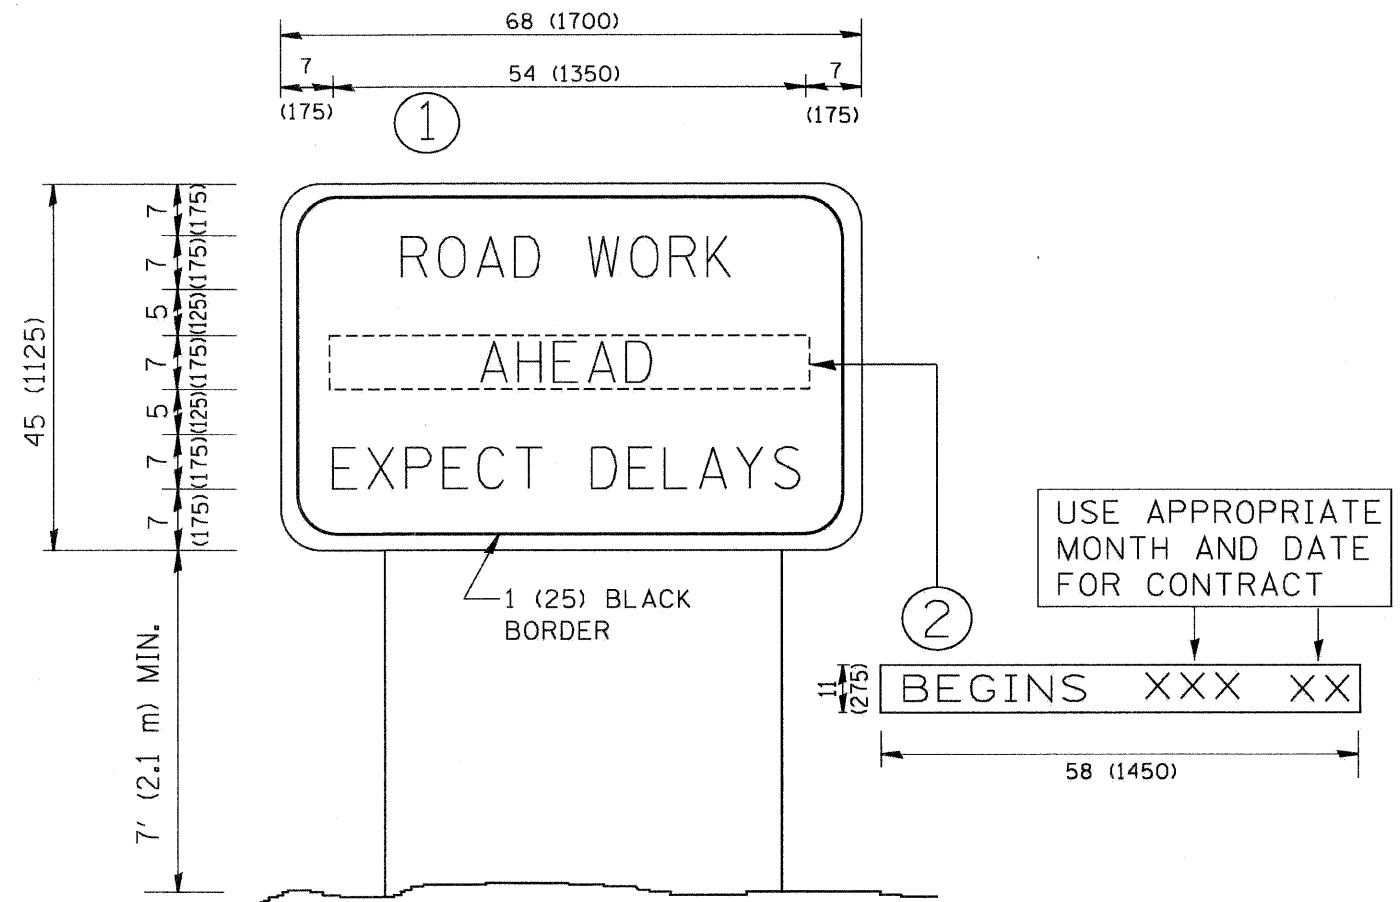 68 (1700)
7
54 (1350)
7
(175)
(175)
1
45 (1125)
7
(175)
7
(175)
5
(125)
7
(175)
5
(125)
7
(175)
7
(175)
ROAD WORK
AHEAD
EXPECT DELAYS
1 (25) BLACK
BORDER
7' (2.1 m) MIN.
USE APPROPRIATE
MONTH AND DATE
FOR CONTRACT
2
11
(275)
BEGINS XXX XX
58 (1450)